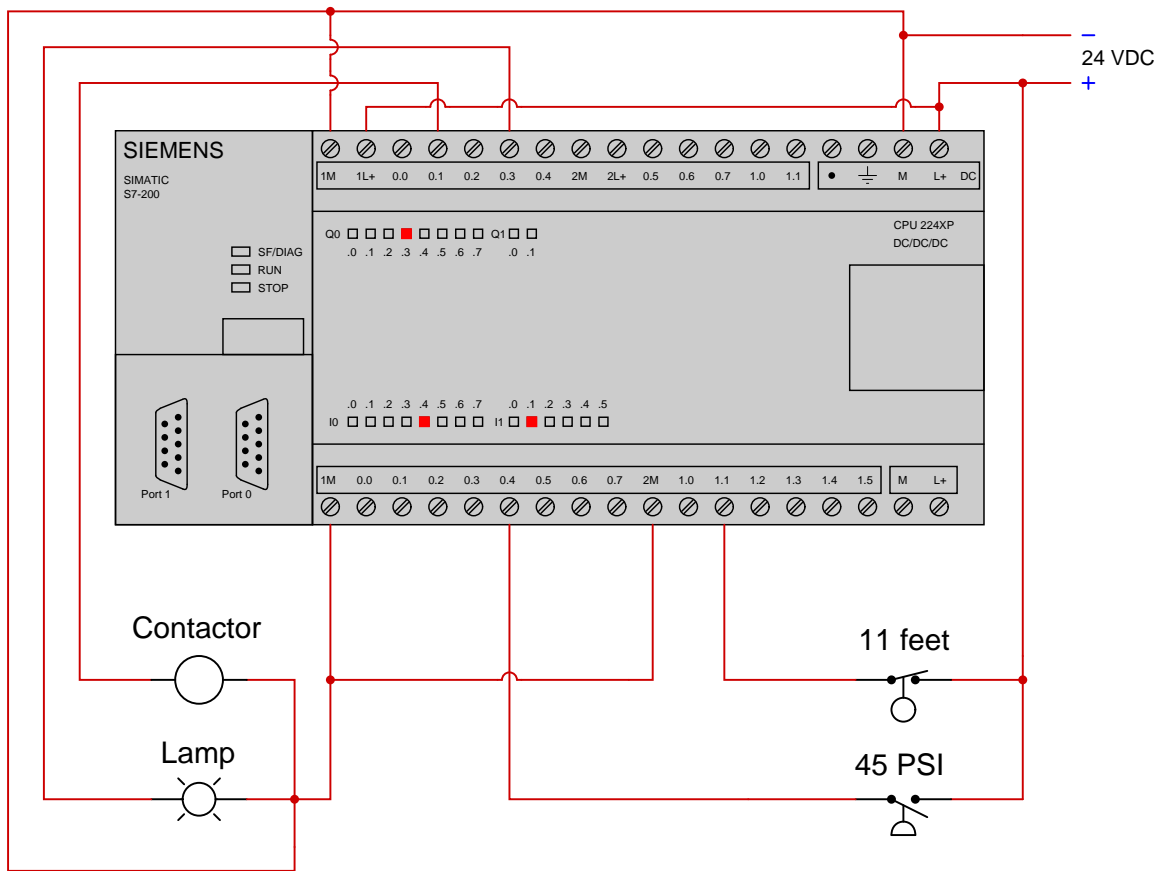 −
24 VDC
+
SIEMENS
SIMATIC
S7-200
1M 1L+ 0.0 0.1 0.2 0.3 0.4 2M 2L+ 0.5 0.6 0.7 1.0 1.1 M L+ DC
CPU 224XP
DC/DC/DC
Q0 Q1
.0 .1 .2 .3 .4 .5 .6 .7 .0 .1
SF/DIAG
RUN
STOP
.0 .1 .2 .3 .4 .5 .6 .7 .0 .1 .2 .3 .4 .5
I0 I1
Port 1 Port 0
1M 0.0 0.1 0.2 0.3 0.4 0.5 0.6 0.7 2M 1.0 1.1 1.2 1.3 1.4 1.5 M L+
Contactor
11 feet
Lamp
45 PSI